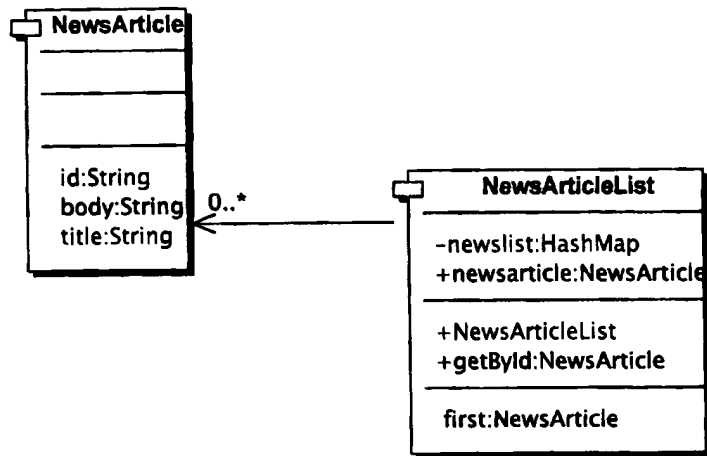 NewsArticle
id:String
body:String
title:String
0..*
NewsArticleList
-newslist:HashMap
+newsarticle:NewsArticle
+NewsArticleList
+getById:NewsArticle
first:NewsArticle